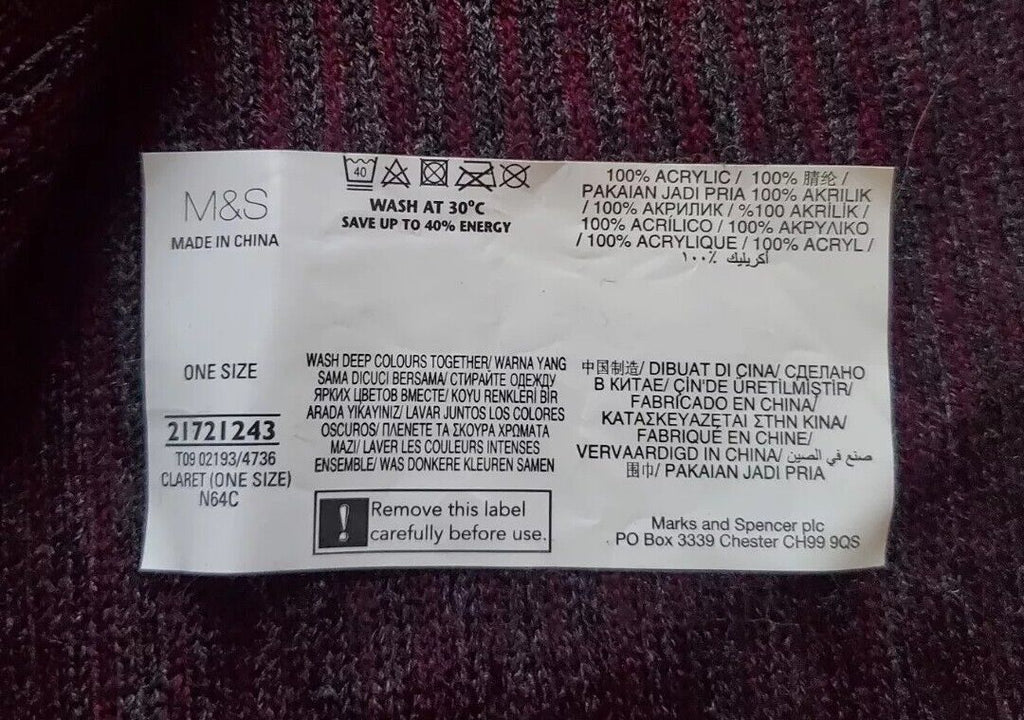 M&S
MADE IN CHINA
ONE SIZE
21721243
T09 02193/4736
CLARET (ONE SIZE)
N64C
40
WASH AT 30°C
SAVE UP TO 40% ENERGY
WASH DEEP COLOURS TOGETHER/ WARNA YANG
SAMA DICUCI BERSAMA/ СТИРАЙТЕ ОДЕЖДУ
ЯРКИХ ЦВЕТОВ ВМЕСТЕ/ KOYU RENKLERİ BİR
ARADA YIKAYINIZ/ LAVAR JUNTOS LOS COLORES
OSCUROS/ ΠΛΕΝΕΤΕ ΤΑ ΣΚΟΥΡΑ ΧΡΩΜΑΤΑ
MAZI/ LAVER LES COULEURS INTENSES
ENSEMBLE/ WAS DONKERE KLEUREN SAMEN
! Remove this label
carefully before use.
100% ACRYLIC / 100% 腈纶 /
PAKAIAN JADI PRIA 100% AKRILIK
/ 100% АКРИЛИК / %100 AKRİLİK /
100% ACRÍLICO / 100% ΑΚΡΥΛΙΚΟ
/ 100% ACRYLIQUE / 100% ACRYL /
أكريليك ٪١٠٠
中国制造/ DIBUAT DI CINA/ СДЕЛАНО
В КИТАЕ/ ÇİN'DE ÜRETİLMİŞTİR/
FABRICADO EN CHINA/
ΚΑΤΑΣΚΕΥΑΖΕΤΑΙ ΣΤΗΝ ΚΙΝΑ/
FABRIQUÉ EN CHINE/
VERVAARDIGD IN CHINA/ صنع في الصين
围巾/ PAKAIAN JADI PRIA
Marks and Spencer plc
PO Box 3339 Chester CH99 9QS